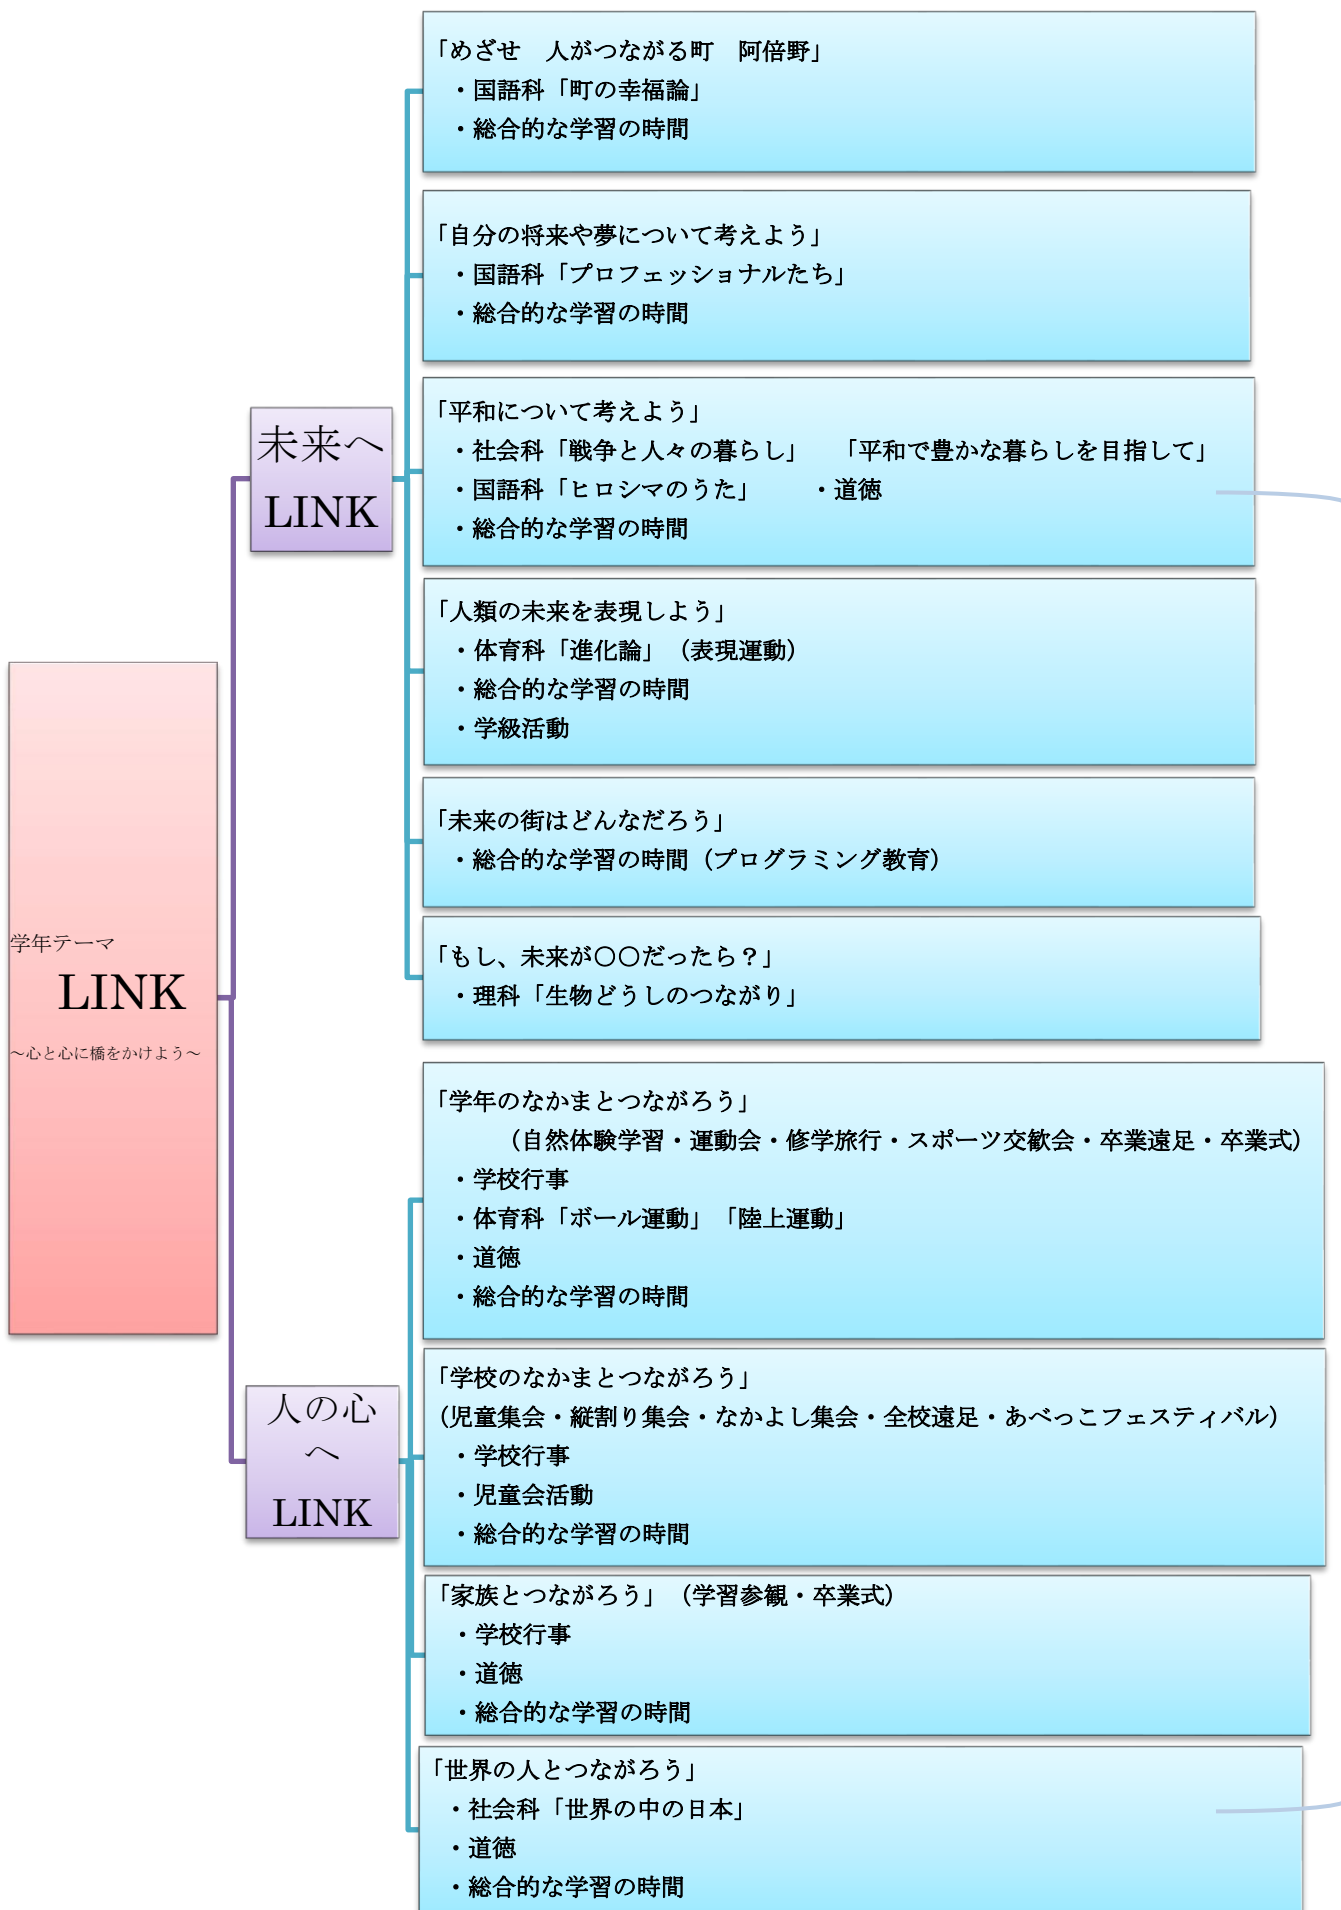 学年テーマ
LINK
～心と心に橋をかけよう～
未来へ
LINK
「めざせ　人がつながる町　阿倍野」
・国語科「町の幸福論」
・総合的な学習の時間
「自分の将来や夢について考えよう」
・国語科「プロフェッショナルたち」
・総合的な学習の時間
「平和について考えよう」
・社会科「戦争と人々の暮らし」　「平和で豊かな暮らしを目指して」
・国語科「ヒロシマのうた」　　・道徳
・総合的な学習の時間
「人類の未来を表現しよう」
・体育科「進化論」（表現運動）
・総合的な学習の時間
・学級活動
「未来の街はどんなだろう」
・総合的な学習の時間（プログラミング教育）
「もし、未来が〇〇だったら？」
・理科「生物どうしのつながり」
人の心
へ
LINK
「学年のなかまとつながろう」
（自然体験学習・運動会・修学旅行・スポーツ交歓会・卒業遠足・卒業式）
・学校行事
・体育科「ボール運動」「陸上運動」
・道徳
・総合的な学習の時間
「学校のなかまとつながろう」
（児童集会・縦割り集会・なかよし集会・全校遠足・あべっこフェスティバル）
・学校行事
・児童会活動
・総合的な学習の時間
「家族とつながろう」（学習参観・卒業式）
・学校行事
・道徳
・総合的な学習の時間
「世界の人とつながろう」
・社会科「世界の中の日本」
・道徳
・総合的な学習の時間